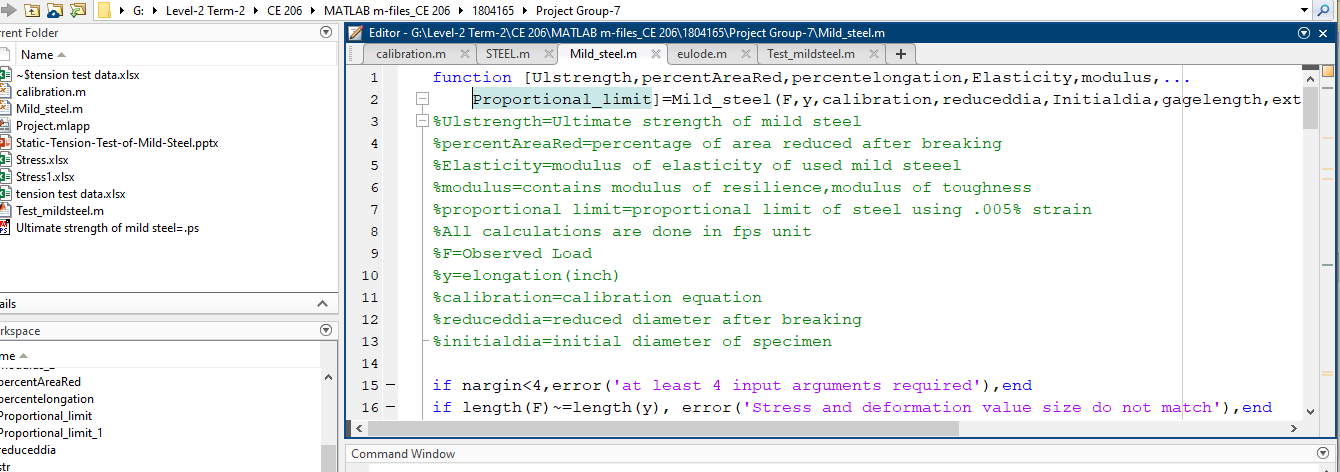 G: > Level-2 Term-2 > CE 206 > MATLAB m-files_CE 206 > 1804165 > Project Group-7
urrent Folder
Name
~$tension test data.xlsx
calibration.m
Mild_steel.m
Project.mlapp
Static-Tension-Test-of-Mild-Steel.pptx
Stress.xlsx
Stress1.xlsx
tension test data.xlsx
Test_mildsteel.m
Ultimate strength of mild steel=.ps
ails
rkspace
me
percentAreaRed
percentelongation
Proportional_limit
Proportional_limit_1
reduceddia
str
Editor - G:\Level-2 Term-2\CE 206\MATLAB m-files_CE 206\1804165\Project Group-7\Mild_steel.m
calibration.m STEEL.m Mild_steel.m eulode.m Test_mildsteel.m
1 function [Ulstrength,percentAreaRed,percentelongation,Elasticity,modulus,...
2 Proportional_limit]=Mild_steel(F,y,calibration,reduceddia,Initialdia,gagelength,ext
3 %Ulstrength=Ultimate strength of mild steel
4 %percentAreaRed=percentage of area reduced after breaking
5 %Elasticity=modulus of elasticity of used mild steeel
6 %modulus=contains modulus of resilience,modulus of toughness
7 %proportional limit=proportional limit of steel using .005% strain
8 %All calculations are done in fps unit
9 %F=Observed Load
10 %y=elongation(inch)
11 %calibration=calibration equation
12 %reduceddia=reduced diameter after breaking
13 %initialdia=initial diameter of specimen
14
15 if nargin<4,error('at least 4 input arguments required'),end
16 if length(F)~=length(y), error('Stress and deformation value size do not match'),end
Command Window